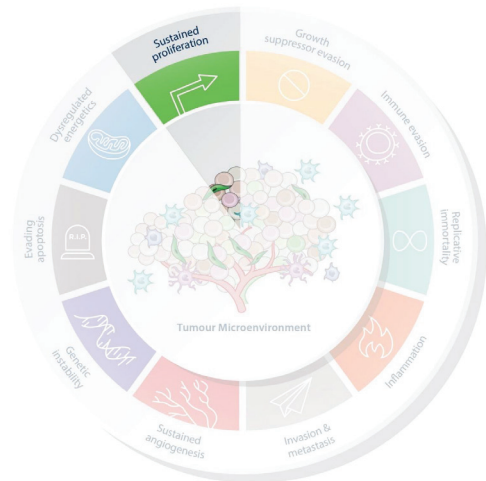 Sustained
proliferation
Growth
suppressor evasion
Immune evasion
Replicative
immortality
Inflammation
Invasion &
metastasis
Sustained
angiogenesis
Genetic
instability
Evading
apoptosis
R.I.P.
Dysregulated
energetics
Tumour Microenvironment